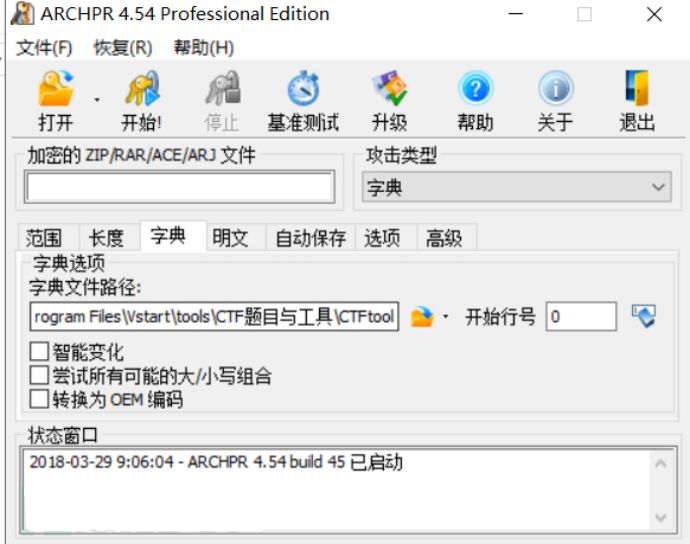 ARCHPR 4.54 Professional Edition
文件(F) 恢复(R) 帮助(H)
打开 开始! 停止 基准测试 升级 帮助 关于 退出
加密的 ZIP/RAR/ACE/ARJ 文件 攻击类型
字典
范围 长度 字典 明文 自动保存 选项 高级
字典选项
字典文件路径:
rogram Files\Vstart\tools\CTF题目与工具\CTFtool 开始行号 0
智能变化
尝试所有可能的大/小写组合
转换为 OEM 编码
状态窗口
2018-03-29 9:06:04 - ARCHPR 4.54 build 45 已启动